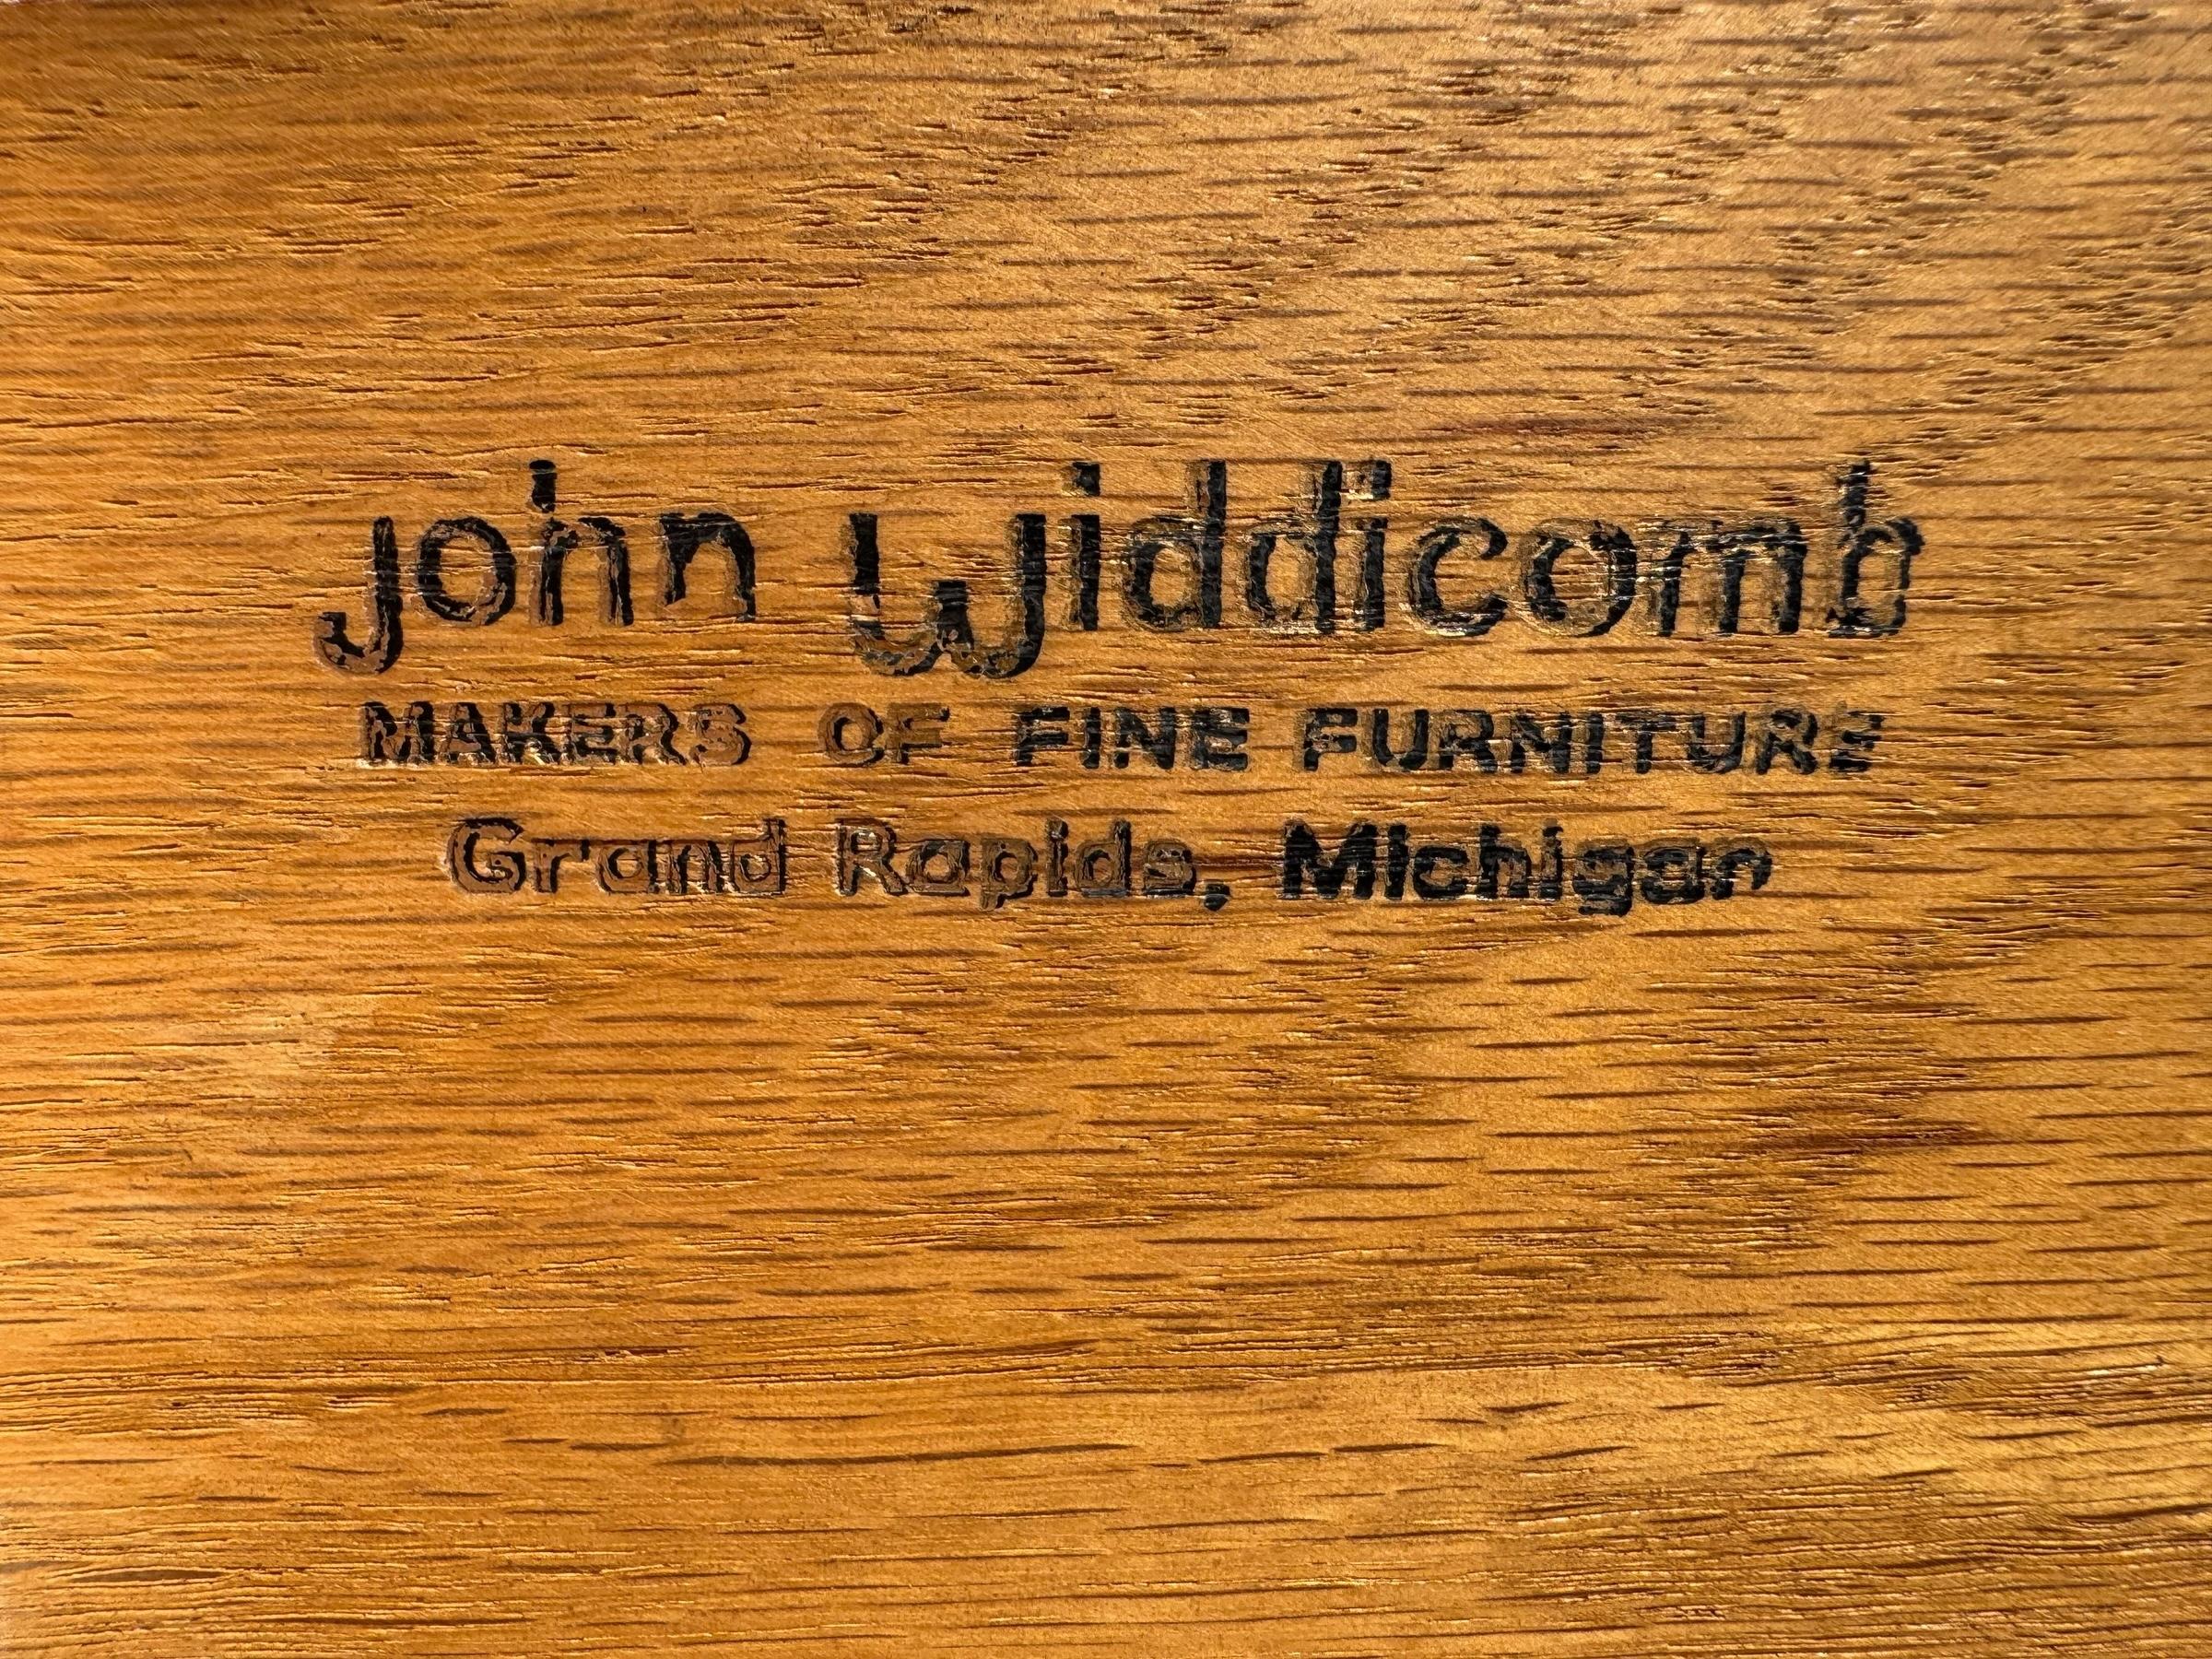 John Widdicomb
MAKERS OF FINE FURNITURE
Grand Rapids, Michigan